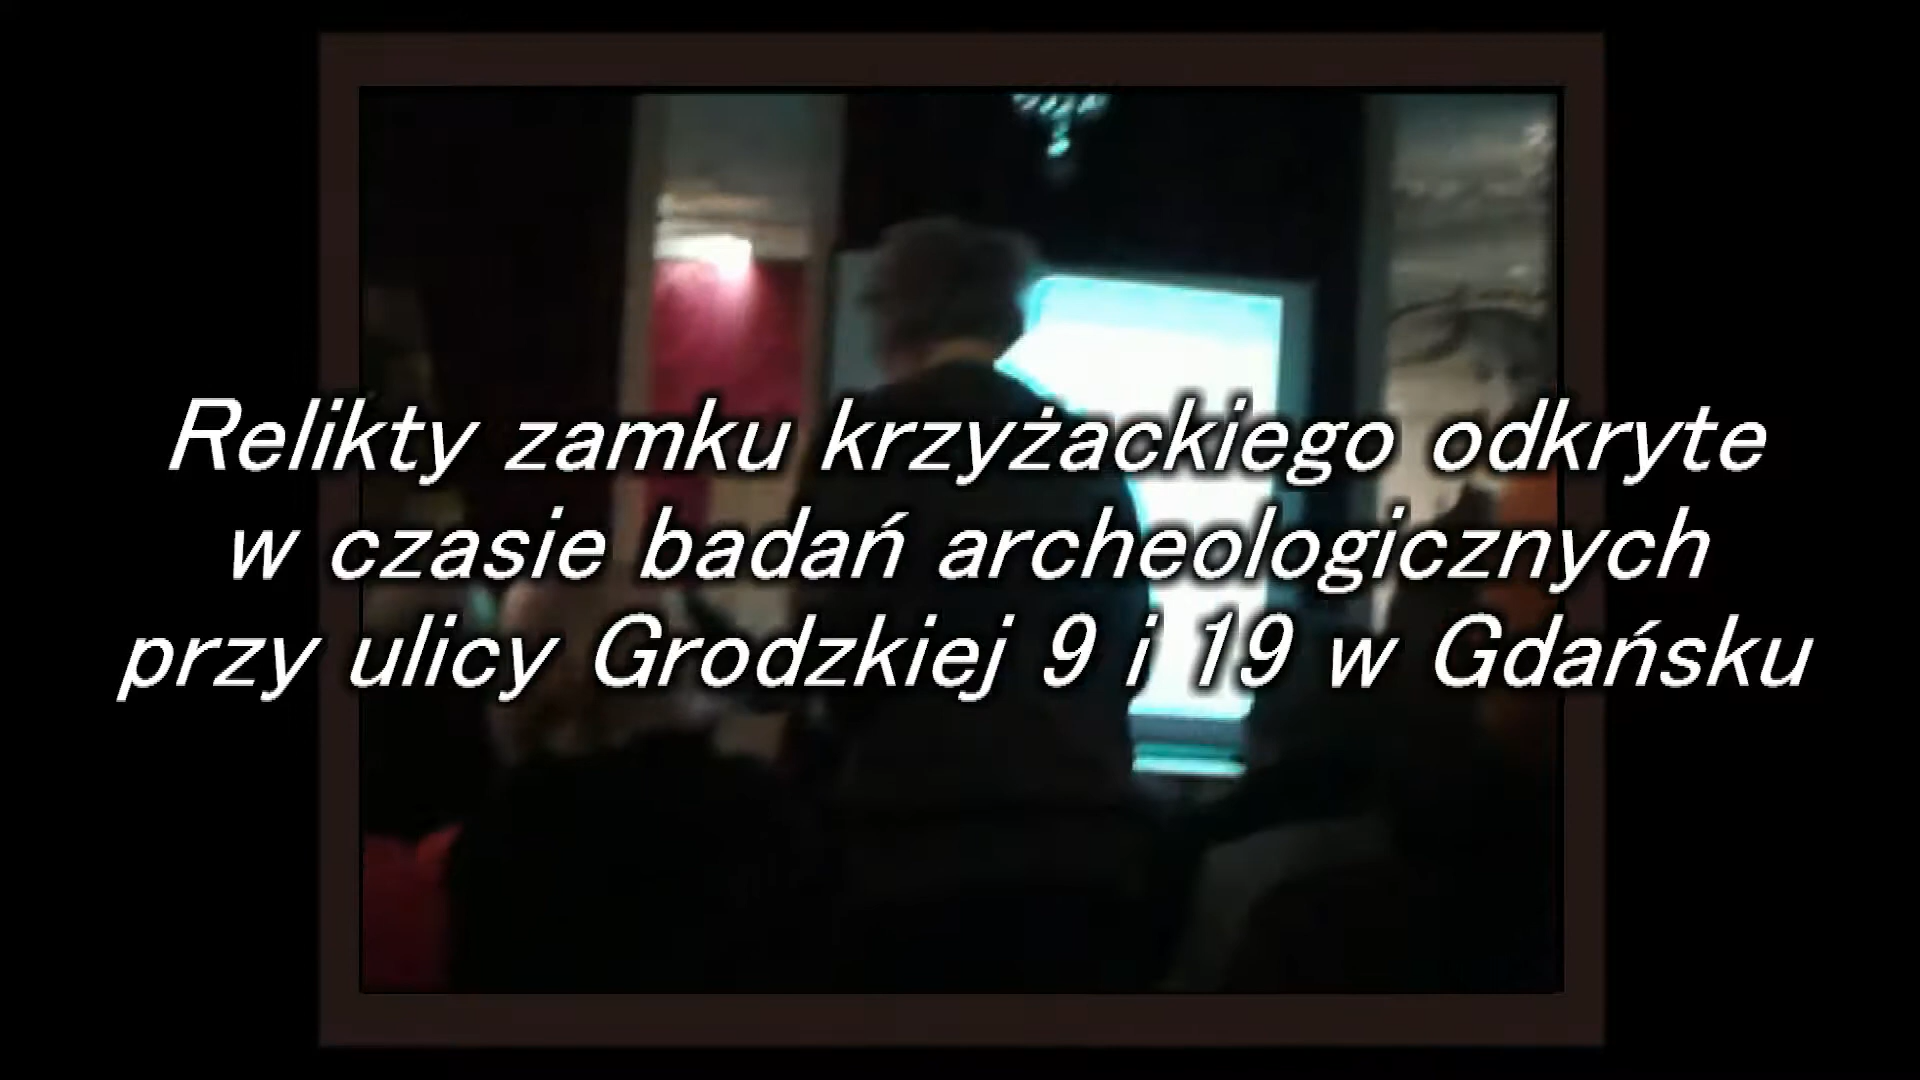 Relikty zamku krzyżackiego odkryte
w czasie badań archeologicznych
przy ulicy Grodzkiej 9 i 19 w Gdańsku